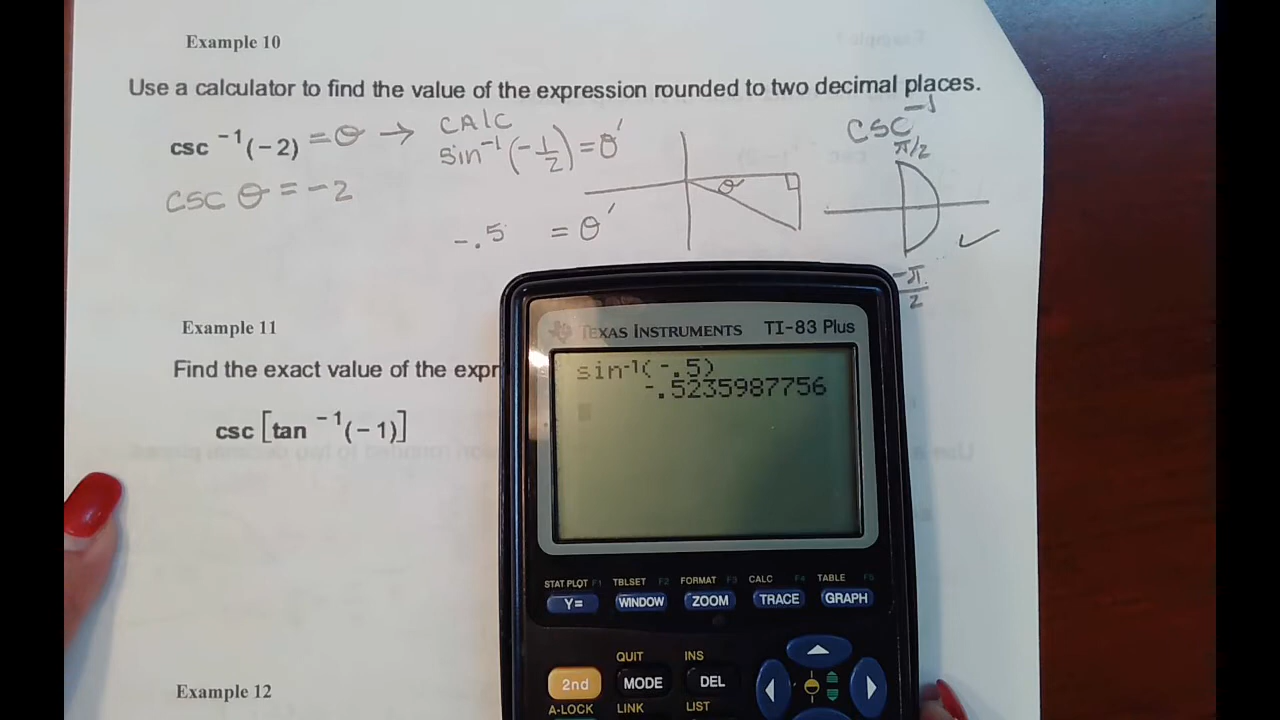 Example 10
Use a calculator to find the value of the expression rounded to two decimal places.
csc⁻¹(−2) = θ → CALC
sin⁻¹(−1/2) = θ′
csc θ = −2
-.5 = θ′
θ
csc⁻¹
π/2
−π/2
Example 11
Find the exact value of the expr
csc [tan⁻¹(−1)]
Example 12
TEXAS INSTRUMENTS TI-83 Plus
sin⁻¹(-.5)
-.5235987756
STAT PLOT F1 TBLSET F2 FORMAT F3 CALC F4 TABLE F5
Y= WINDOW ZOOM TRACE GRAPH
QUIT INS
2nd MODE DEL
A-LOCK LINK LIST